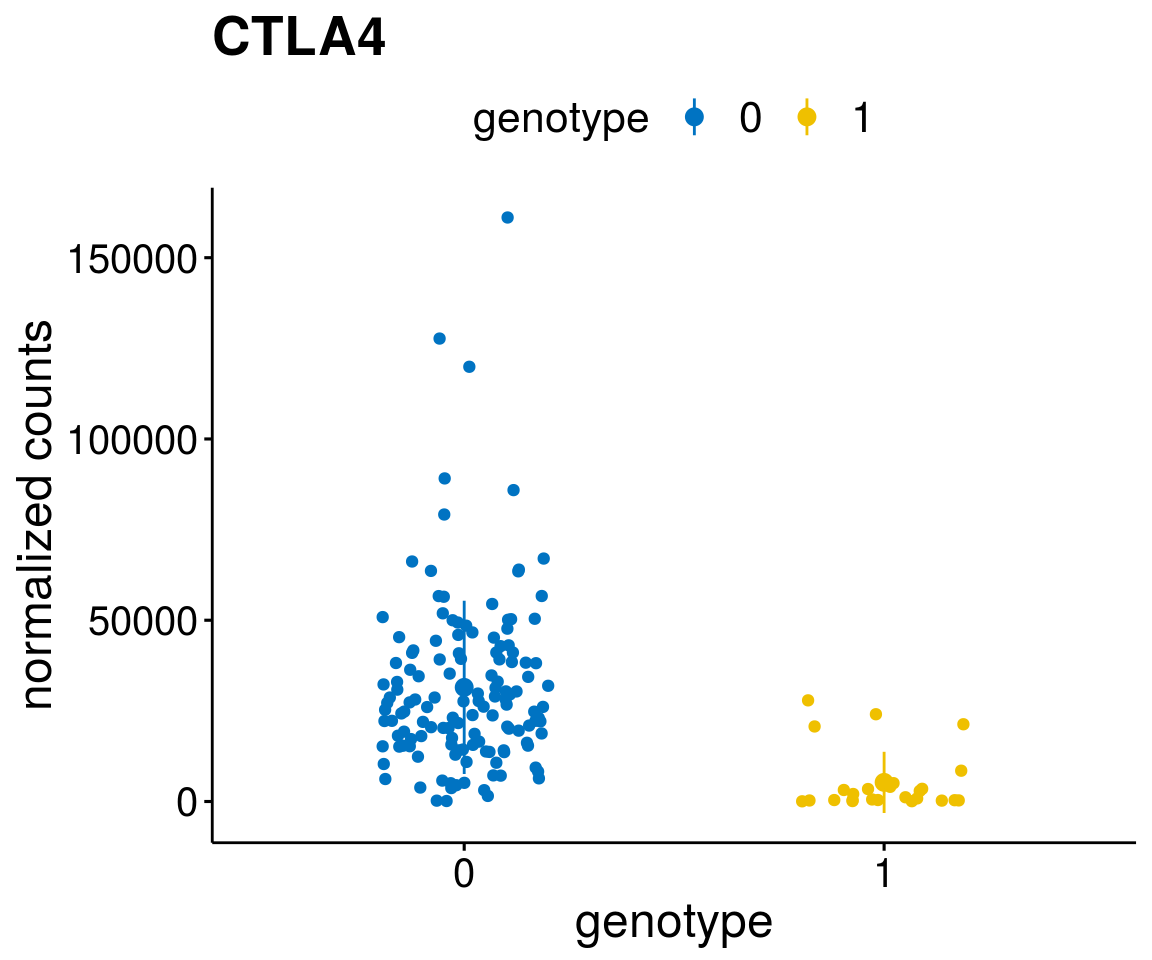 CTLA4
genotype 0 1
normalized counts
150000
100000
50000
0
0 1
genotype